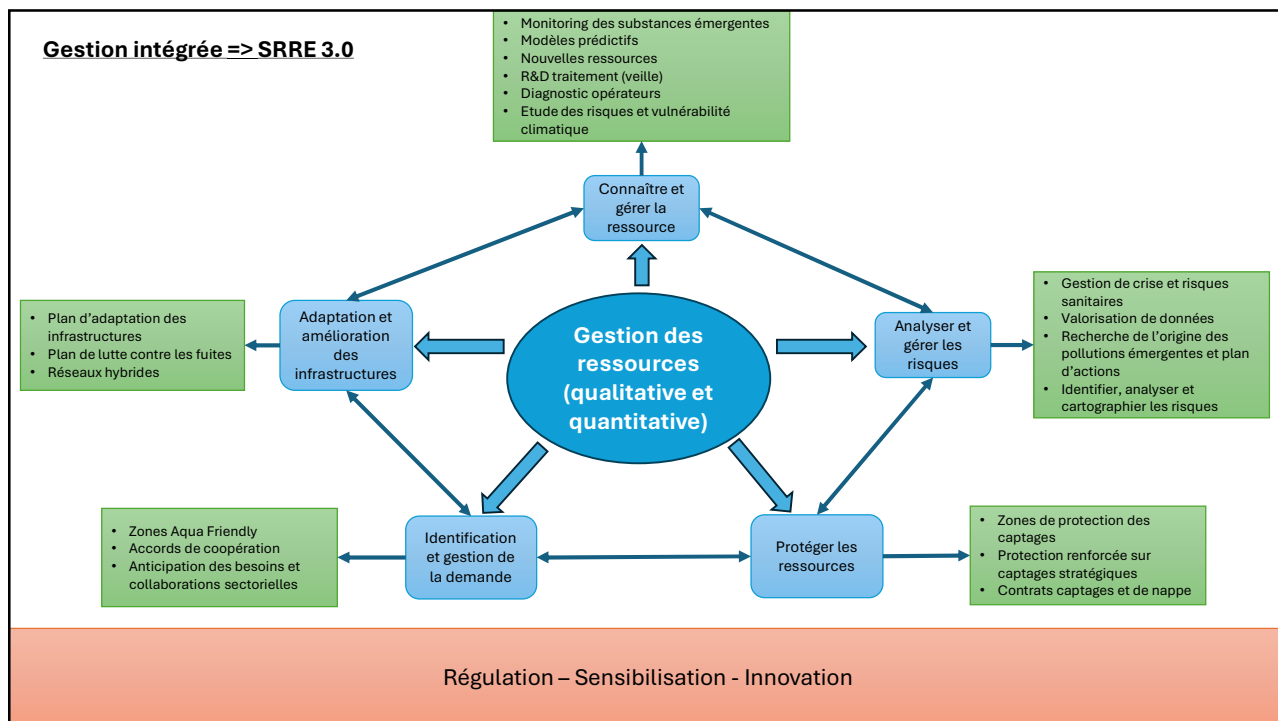 Gestion intégrée => SRRE 3.0
• Monitoring des substances émergentes
• Modèles prédictifs
• Nouvelles ressources
• R&D traitement (veille)
• Diagnostic opérateurs
• Etude des risques et vulnérabilité
climatique
Connaître et
gérer la
ressource
• Plan d’adaptation des
infrastructures
• Plan de lutte contre les fuites
• Réseaux hybrides
Adaptation et
amélioration
des
infrastructures
Gestion des
ressources
(qualitative et
quantitative)
Analyser et
gérer les
risques
• Gestion de crise et risques
sanitaires
• Valorisation de données
• Recherche de l’origine des
pollutions émergentes et plan
d’actions
• Identifier, analyser et
cartographier les risques
• Zones Aqua Friendly
• Accords de coopération
• Anticipation des besoins et
collaborations sectorielles
Identification
et gestion de
la demande
Protéger les
ressources
• Zones de protection des
captages
• Protection renforcée sur
captages stratégiques
• Contrats captages et de nappe
Régulation – Sensibilisation - Innovation